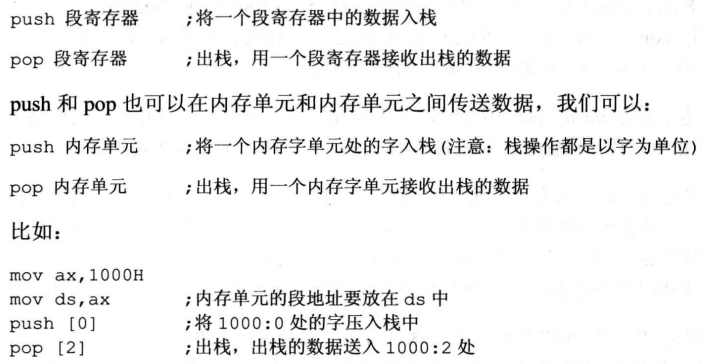 push 段寄存器 ;将一个段寄存器中的数据入栈
pop 段寄存器 ;出栈，用一个段寄存器接收出栈的数据
push 和 pop 也可以在内存单元和内存单元之间传送数据，我们可以：
push 内存单元 ;将一个内存字单元处的字入栈(注意：栈操作都是以字为单位)
pop 内存单元 ;出栈，用一个内存字单元接收出栈的数据
比如：
mov ax,1000H
mov ds,ax ;内存单元的段地址要放在 ds 中
push [0] ;将 1000:0 处的字压入栈中
pop [2] ;出栈，出栈的数据送入 1000:2 处